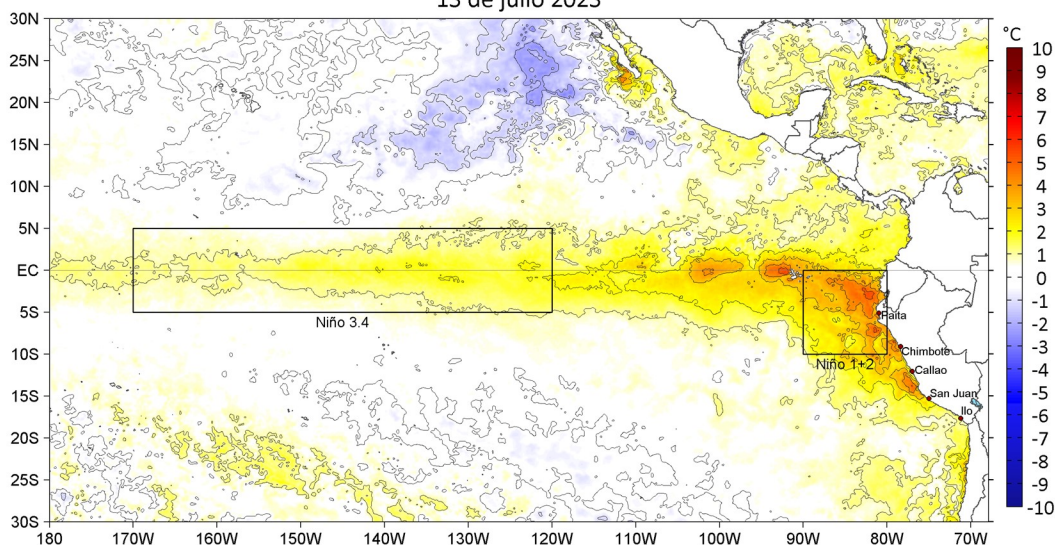 13 de julio 2023
°C
30N
25N
20N
15N
10N
5N
EC
5S
10S
15S
20S
25S
30S
180
170W
160W
150W
140W
130W
120W
110W
100W
90W
80W
70W
Niño 3.4
Niño 1+2
Paita
Chimbote
Callao
San Juan
Ilo
10
9
8
7
6
5
4
3
2
1
0
-1
-2
-3
-4
-5
-6
-7
-8
-9
-10